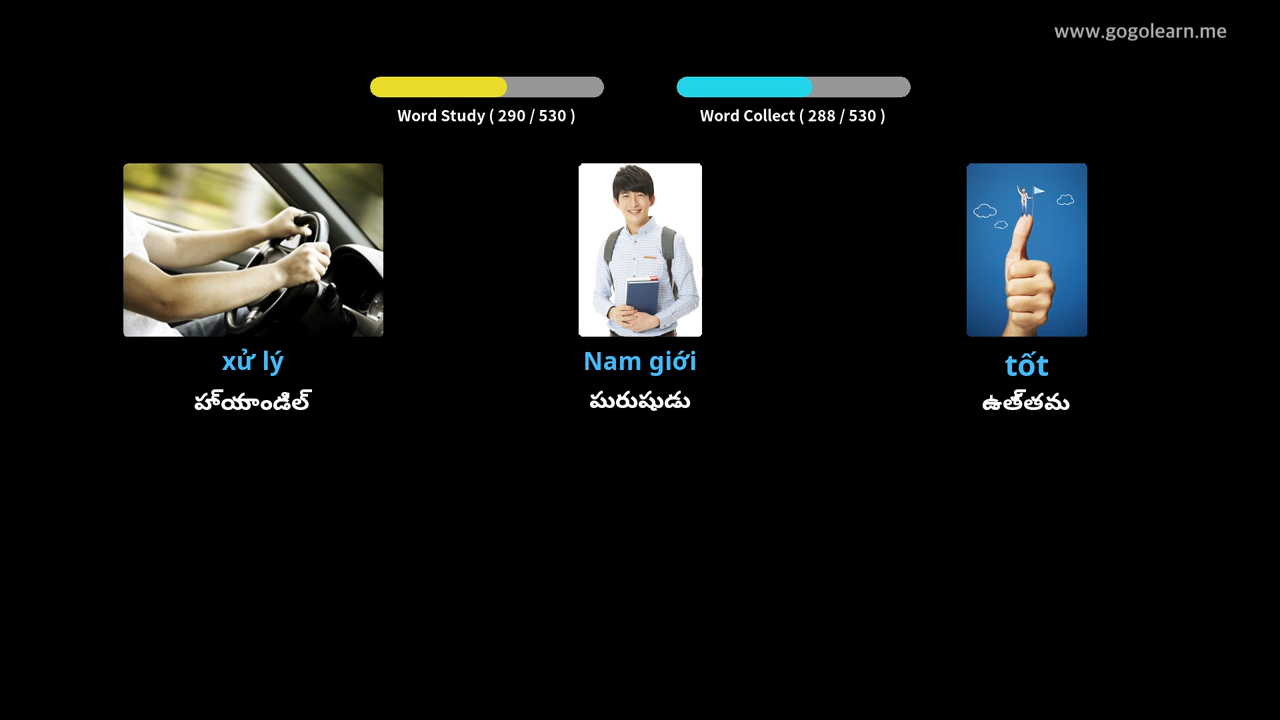 www.gogolearn.me
Word Study ( 290 / 530 )
Word Collect ( 288 / 530 )
xử lý
Nam giới
tốt
హ్యాండిల్
పురుషుడు
ఉత్తమ